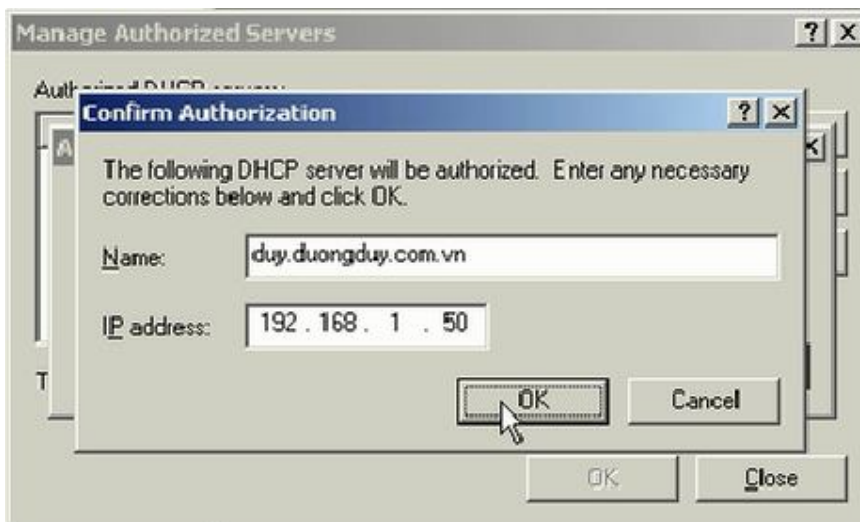 Manage Authorized Servers
Confirm Authorization
The following DHCP server will be authorized. Enter any necessary
corrections below and click OK.
Name:
duy.duongduy.com.vn
IP address:
192 . 168 . 1 . 50
OK
Cancel
OK
Close